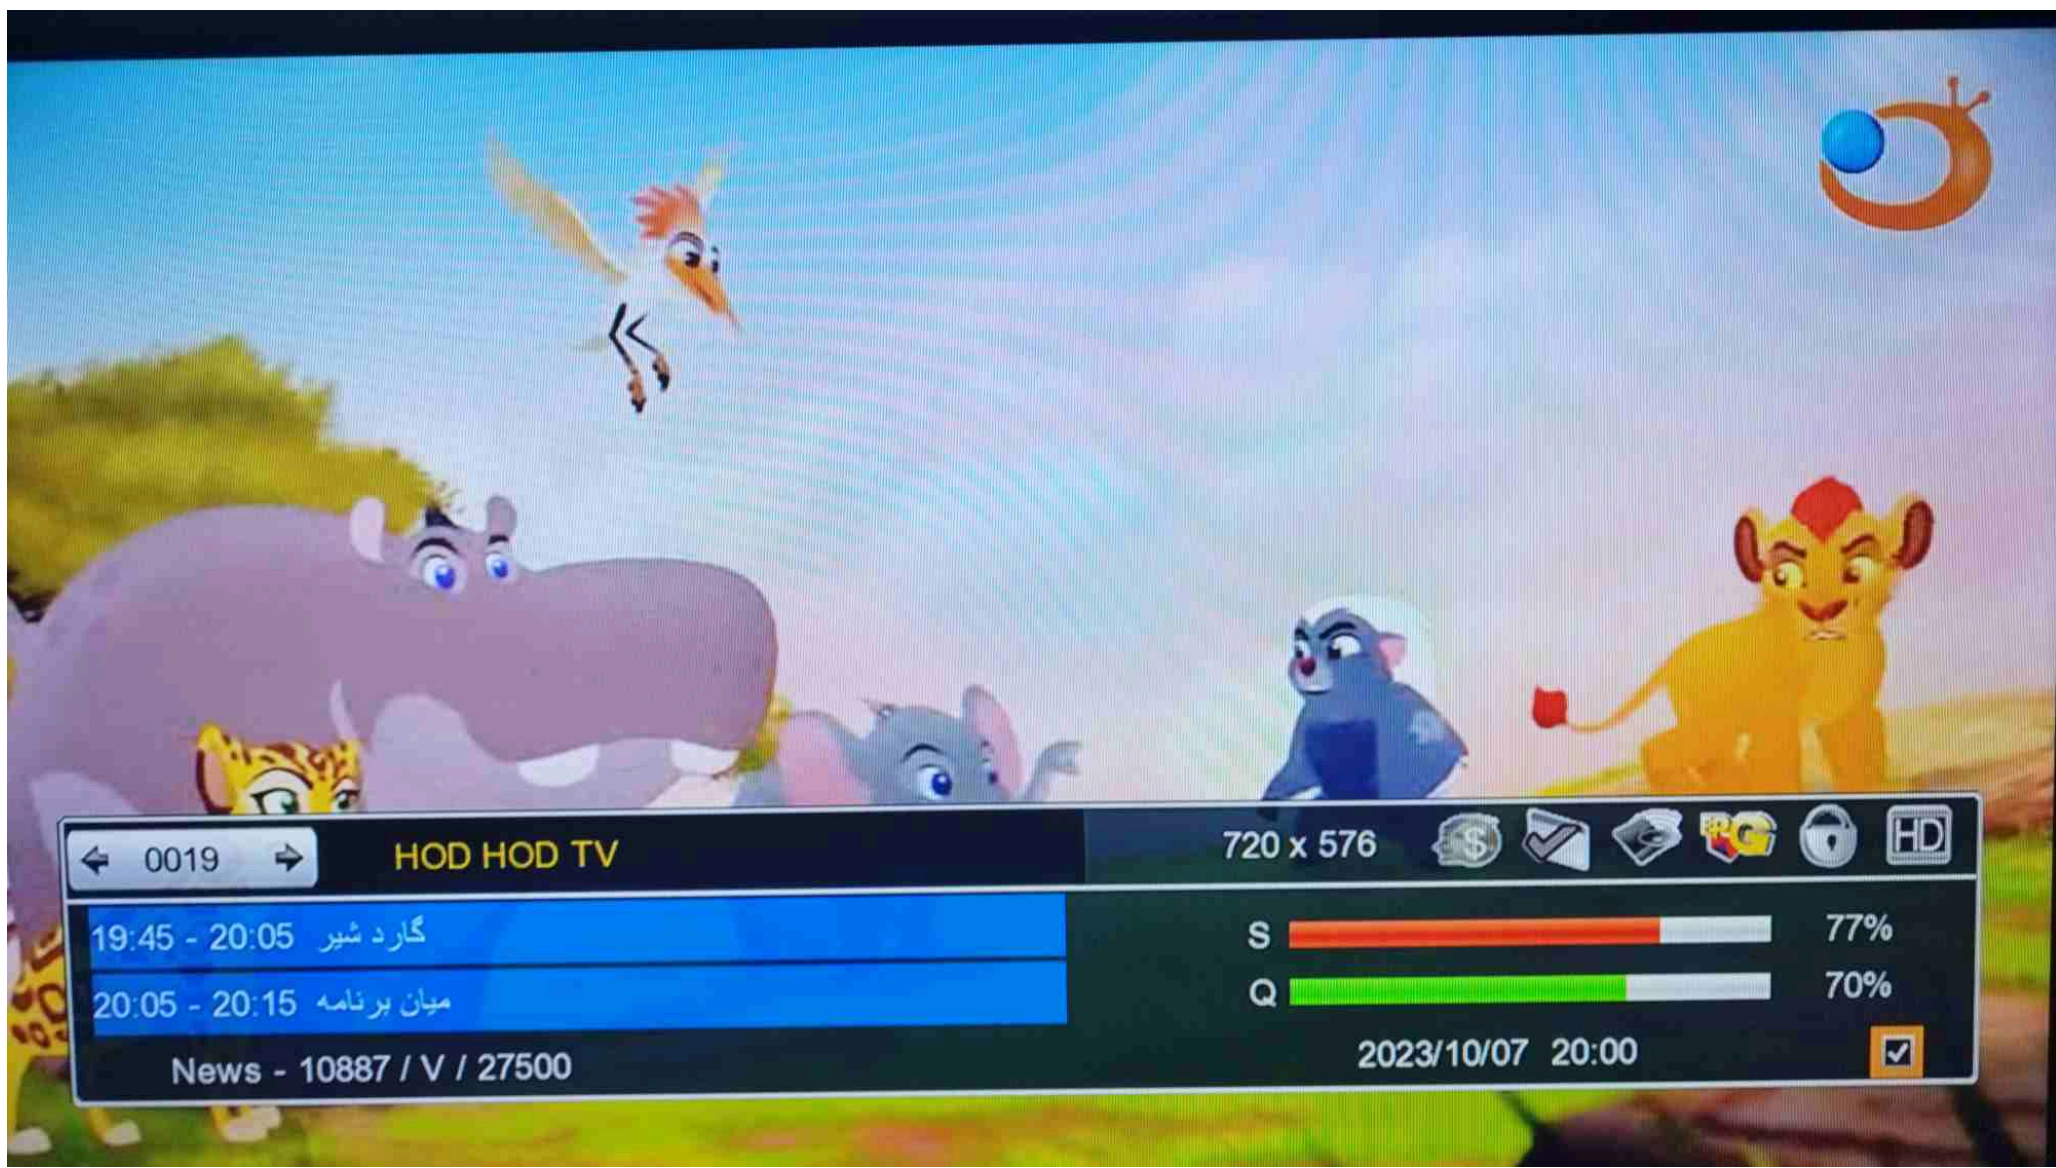 0019 HOD HOD TV 720 x 576 $ EPG HD
19:45 - 20:05 گارد شیر
S 77%
20:05 - 20:15 میان برنامه
Q 70%
News - 10887 / V / 27500
2023/10/07 20:00